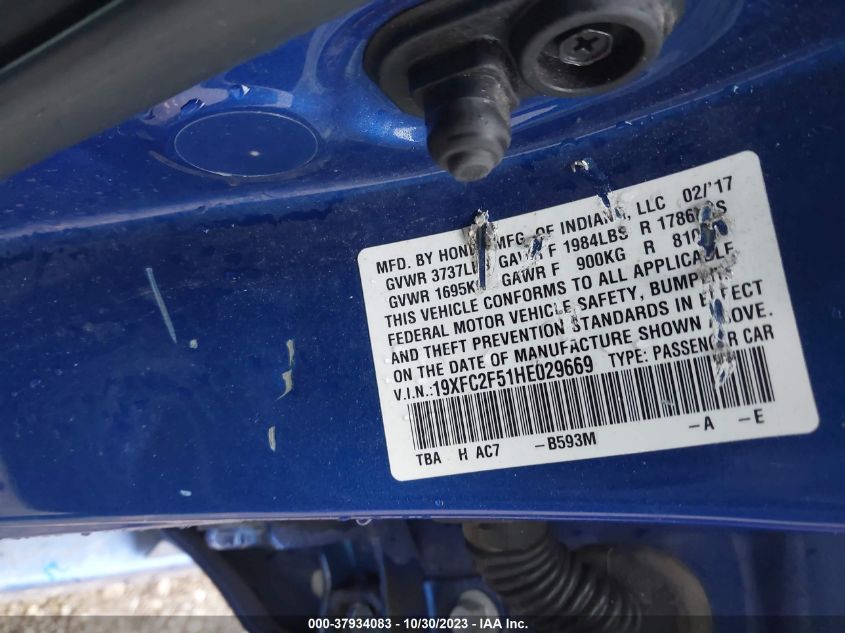 MFD. BY HONDA MFG. OF INDIANA, LLC 02/'17
GVWR 3737LBS GAWR F 1984LBS R 1786LBS
GVWR 1695KG GAWR F 900KG R 810KG
THIS VEHICLE CONFORMS TO ALL APPLICABLE
FEDERAL MOTOR VEHICLE SAFETY, BUMPER,
AND THEFT PREVENTION STANDARDS IN EFFECT
ON THE DATE OF MANUFACTURE SHOWN ABOVE.
V.I.N.:19XFC2F51HE029669 TYPE: PASSENGER CAR
TBA H AC7 -B593M -A -E
000-37934083 - 10/30/2023 - IAA Inc.